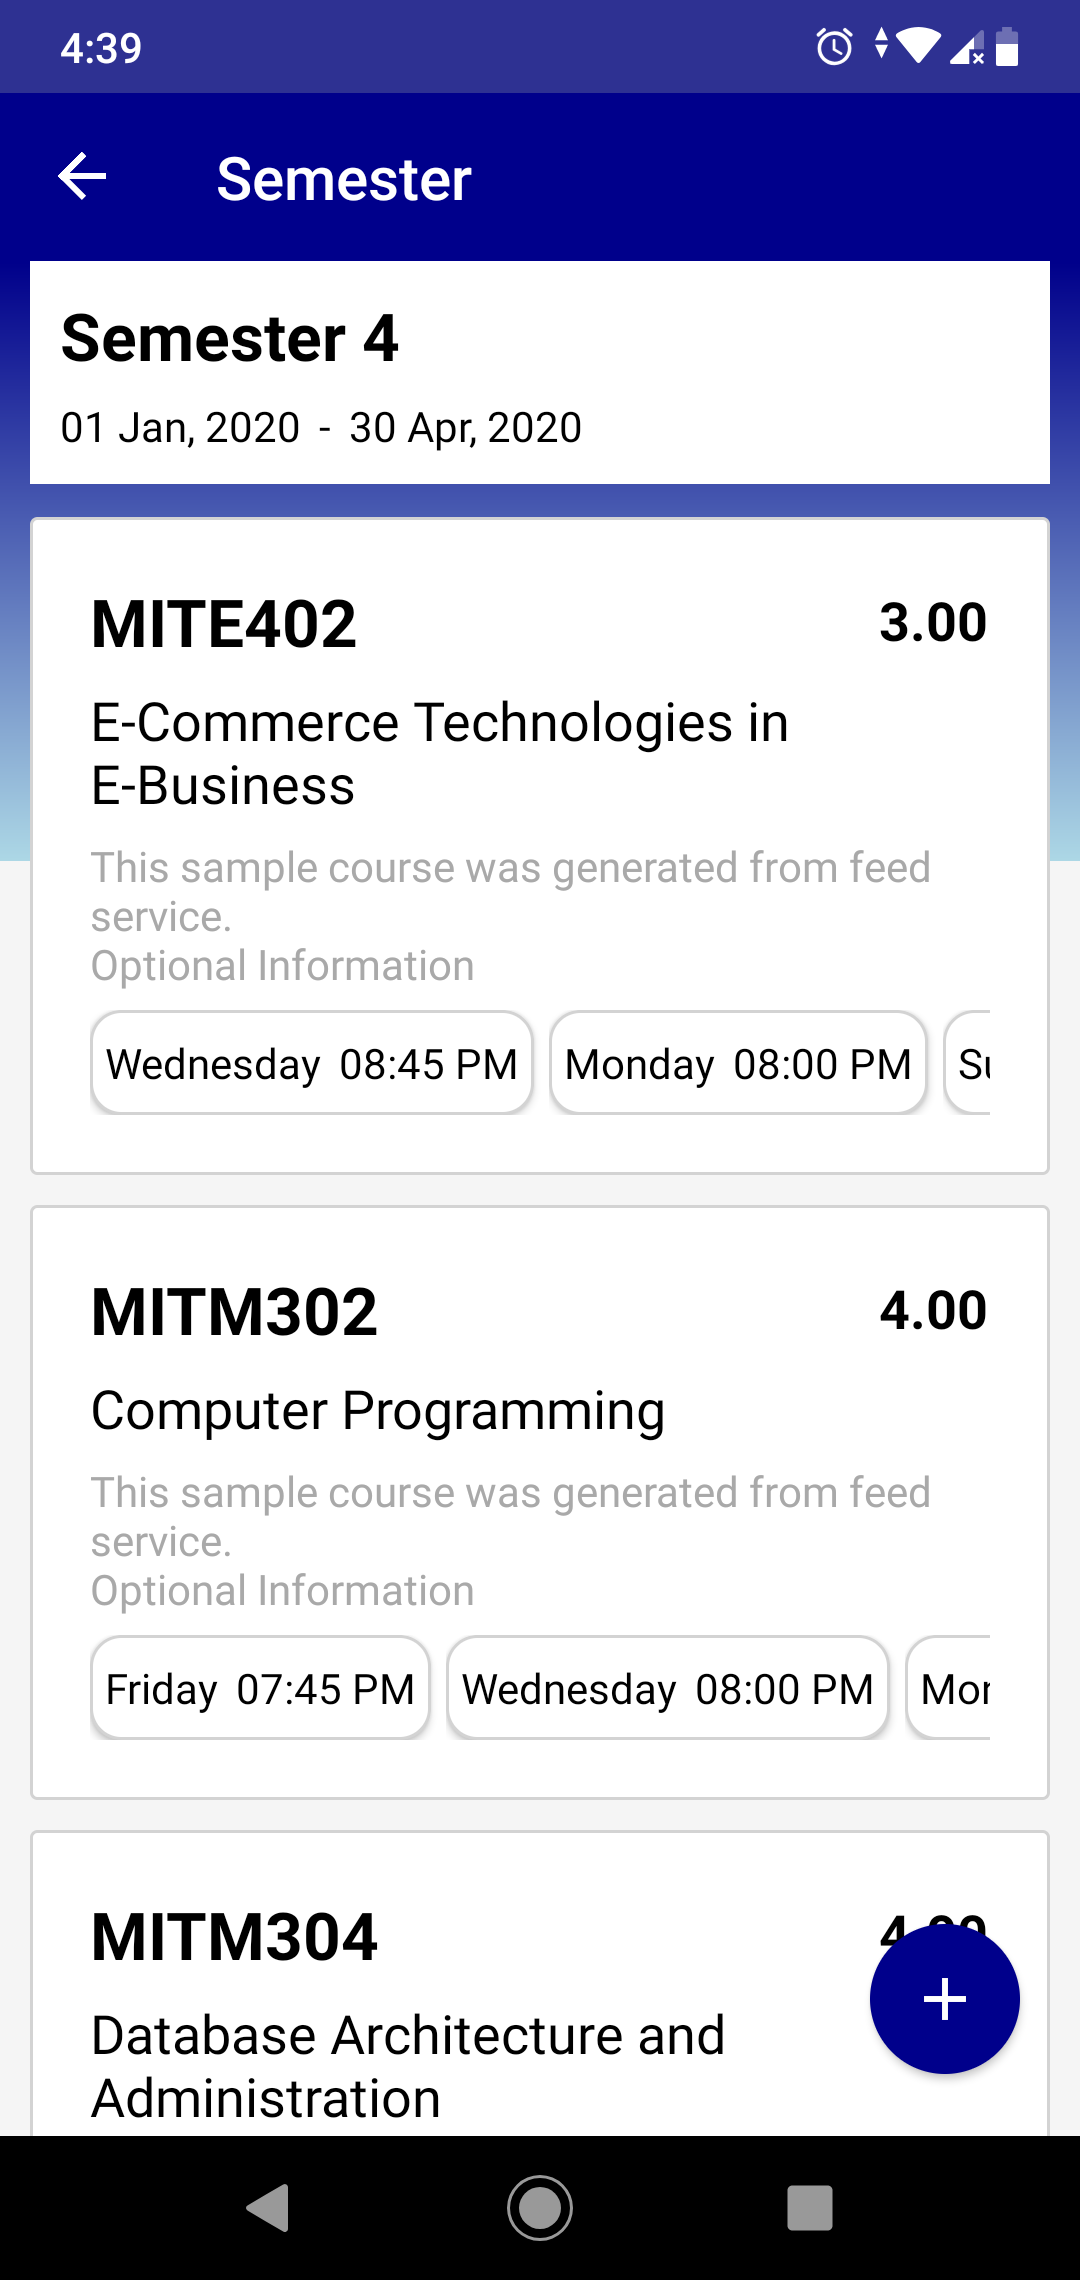 4:39
Semester
Semester 4
01 Jan, 2020 - 30 Apr, 2020
MITE402 3.00
E-Commerce Technologies in
E-Business
This sample course was generated from feed
service.
Optional Information
Wednesday 08:45 PM Monday 08:00 PM
MITM302 4.00
Computer Programming
This sample course was generated from feed
service.
Optional Information
Friday 07:45 PM Wednesday 08:00 PM
MITM304
Database Architecture and
Administration